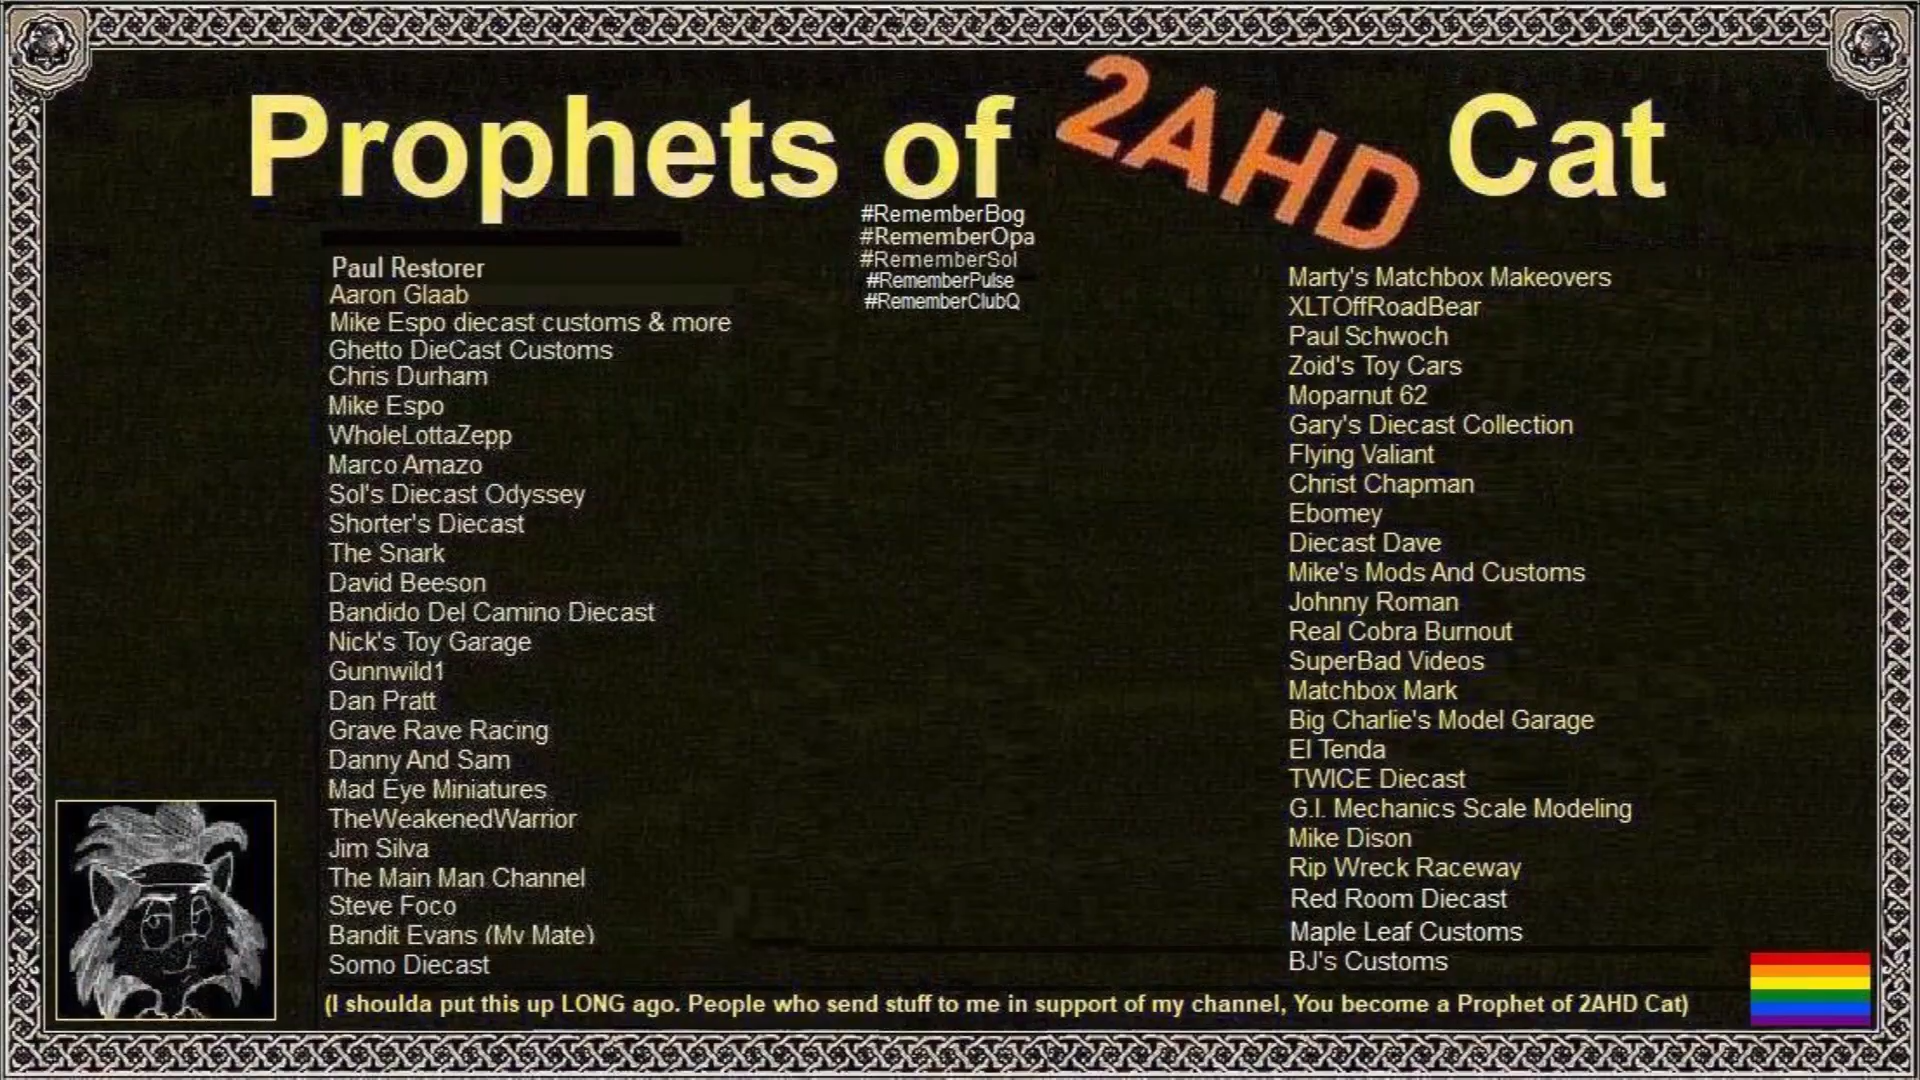 Prophets of 2AHD Cat
#RememberBog
#RememberOpa
#RememberSol
#RememberPulse
#RememberClubQ
Paul Restorer
Aaron Glaab
Mike Espo diecast customs & more
Ghetto DieCast Customs
Chris Durham
Mike Espo
WholeLottaZepp
Marco Amazo
Sol's Diecast Odyssey
Shorter's Diecast
The Snark
David Beeson
Bandido Del Camino Diecast
Nick's Toy Garage
Gunnwild1
Dan Pratt
Grave Rave Racing
Danny And Sam
Mad Eye Miniatures
TheWeakenedWarrior
Jim Silva
The Main Man Channel
Steve Foco
Bandit Evans (My Mate)
Somo Diecast
Marty's Matchbox Makeovers
XLTOffRoadBear
Paul Schwoch
Zoid's Toy Cars
Moparnut 62
Gary's Diecast Collection
Flying Valiant
Christ Chapman
Ebomey
Diecast Dave
Mike's Mods And Customs
Johnny Roman
Real Cobra Burnout
SuperBad Videos
Matchbox Mark
Big Charlie's Model Garage
El Tenda
TWICE Diecast
G.I. Mechanics Scale Modeling
Mike Dison
Rip Wreck Raceway
Red Room Diecast
Maple Leaf Customs
BJ's Customs
(I shoulda put this up LONG ago. People who send stuff to me in support of my channel, You become a Prophet of 2AHD Cat)